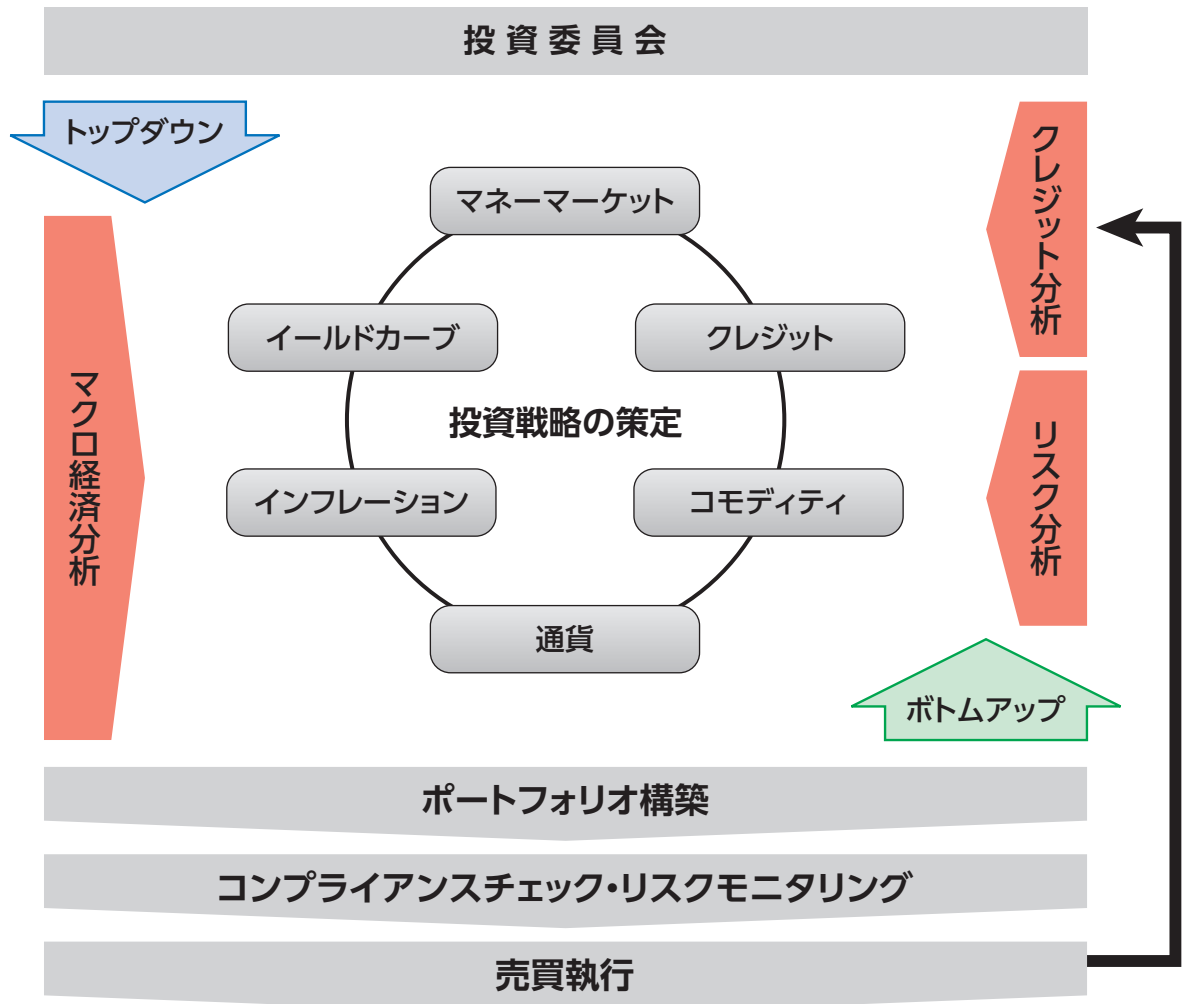 投資委員会
トップダウン
マクロ経済分析
マネーマーケット
イールドカーブ
クレジット
投資戦略の策定
インフレーション
コモディティ
通貨
クレジット分析
リスク分析
ボトムアップ
ポートフォリオ構築
コンプライアンスチェック・リスクモニタリング
売買執行